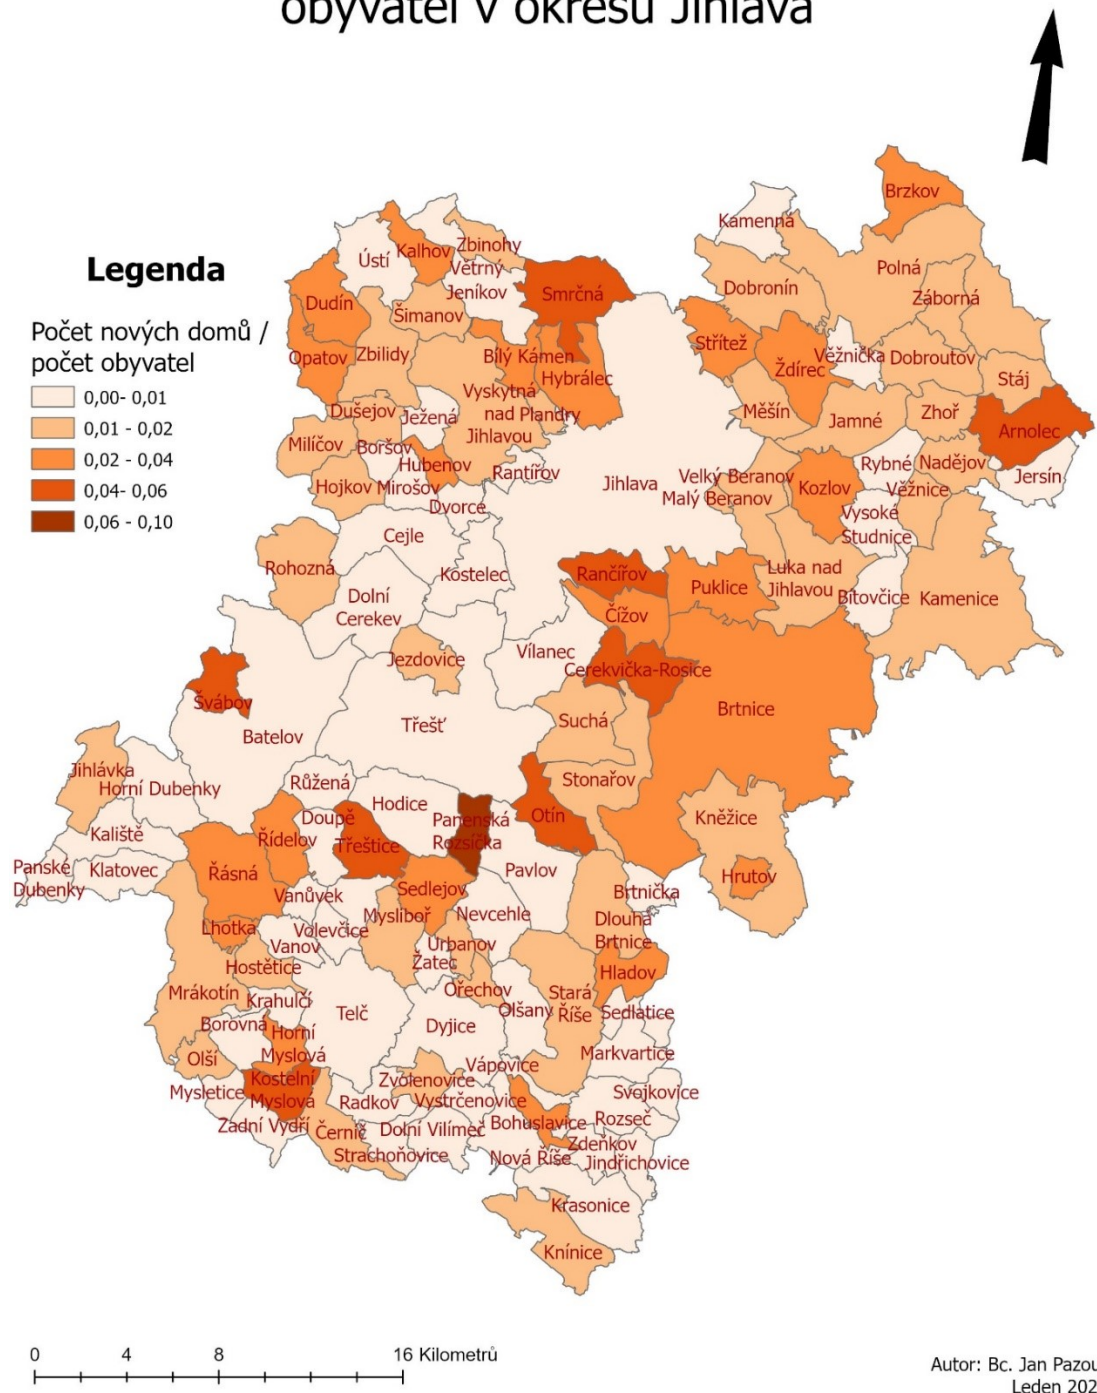 obyvatel v okresu Jihlava
Legenda
Počet nových domů /
počet obyvatel
0,00- 0,01
0,01 - 0,02
0,02 - 0,04
0,04- 0,06
0,06 - 0,10
Brzkov
Kamenná
Ústí
Kalhov
Zbinohy
Větrný
Jeníkov
Polná
Dobronín
Záborná
Smrčná
Dudín
Šimanov
Střítež
Opatov
Zbilidy
Bílý Kámen
Hybrálec
Ždírec
Věžnička
Dobroutov
Stáj
Vyskytná
nad
Jihlavou
Plandry
Dušejov
Ježená
Měšín
Jamné
Zhoř
Arnolec
Milíčov
Boršov
Hubenov
Rantířov
Rybné
Nadějov
Jersín
Hojkov
Mirošov
Jihlava
Velký Beranov
Malý Beranov
Kozlov
Věžnice
Dvorce
Vysoké
Studnice
Cejle
Rohozná
Kostelec
Rančířov
Puklice
Luka nad
Jihlavou
Bítovčice
Kamenice
Dolní
Cerekev
Čížov
Jezdovice
Vílanec
Cerekvička-Rosice
Švábov
Brtnice
Batelov
Třešť
Suchá
Jihlávka
Horní Dubenky
Růžená
Stonařov
Hodice
Doupě
Panenská
Rozsíčka
Otín
Kněžice
Kaliště
Řídelov
Třeštice
Panské
Dubenky
Klatovec
Řásná
Pavlov
Hrutov
Vanůvek
Sedlejov
Brtnička
Mysliboř
Nevcehle
Dlouhá
Brtnice
Lhotka
Volevčice
Vanov
Urbanov
Žatec
Hostětice
Hladov
Mrákotín
Krahulčí
Ořechov
Stará
Říše
Telč
Olšany
Sedlatice
Borovná
Horní
Myslová
Dyjice
Olší
Markvartice
Vápovice
Kostelní
Myslová
Zvolenovice
Mysletice
Radkov
Vystrčenovice
Svojkovice
Zadní Vydří
Černíč
Dolní Vilímeč
Bohuslavice
Rozseč
Strachoňovice
Zdeňkov
Nová Říše
Jindřichovice
Krasonice
Knínice
0 4 8 16 Kilometrů
Autor: Bc. Jan Pazou
Leden 202